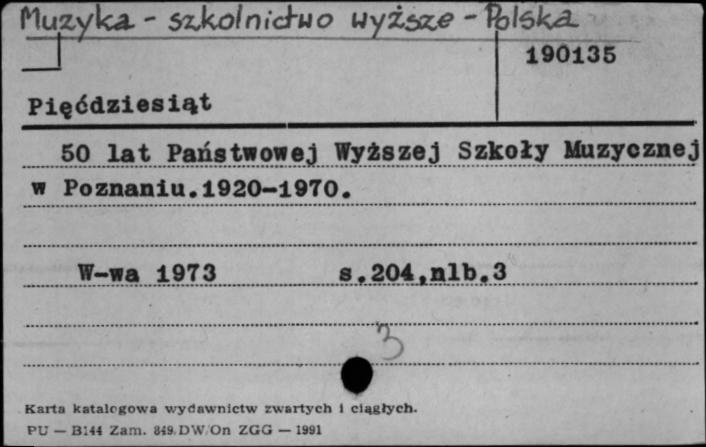 Muzyka - szkolnictwo wyższe - Polska
190135
Pięćdziesiąt
50 lat Państwowej Wyższej Szkoły Muzycznej
w Poznaniu.1920-1970.
W-wa 1973 s.204,nlb.3
3
Karta katalogowa wydawnictw zwartych i ciągłych.
PU — B144 Zam. 849.DW/On ZGG — 1991